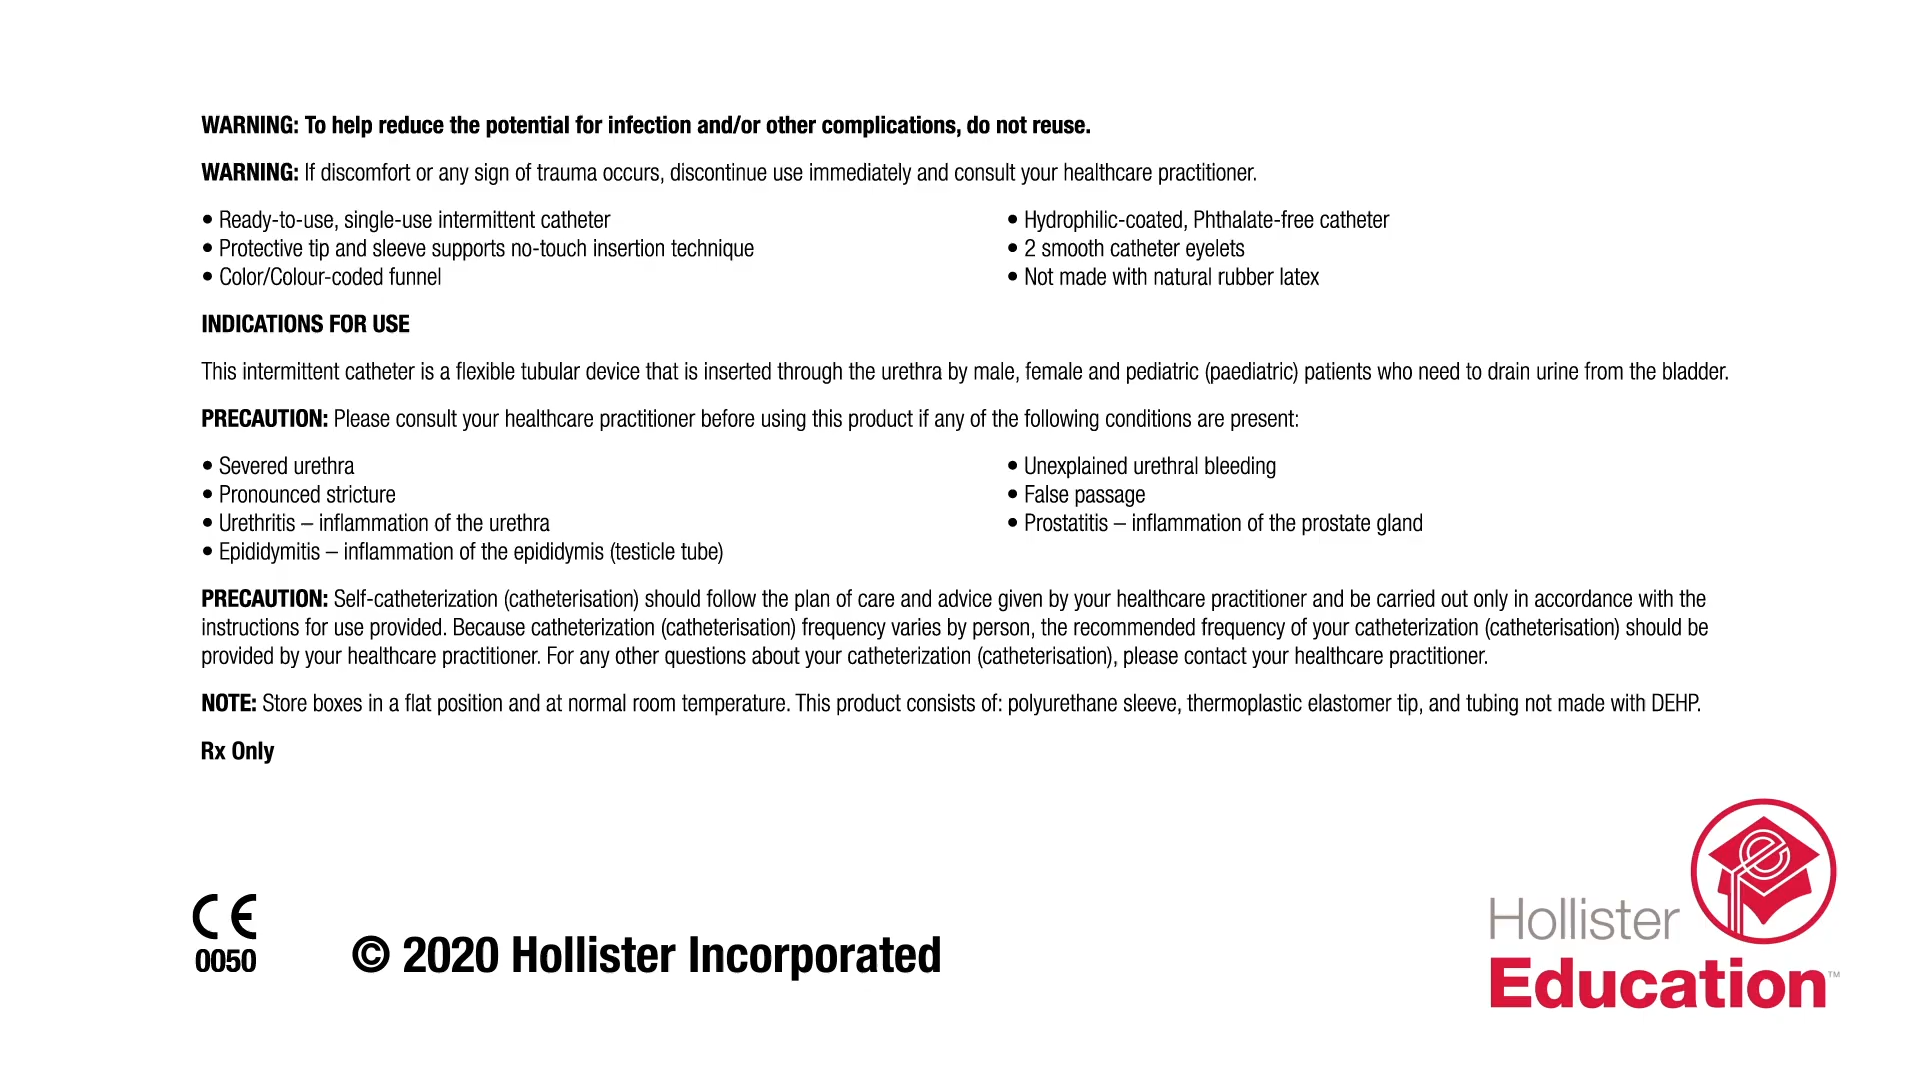 WARNING: To help reduce the potential for infection and/or other complications, do not reuse.
WARNING: If discomfort or any sign of trauma occurs, discontinue use immediately and consult your healthcare practitioner.
• Ready-to-use, single-use intermittent catheter
• Protective tip and sleeve supports no-touch insertion technique
• Color/Colour-coded funnel
• Hydrophilic-coated, Phthalate-free catheter
• 2 smooth catheter eyelets
• Not made with natural rubber latex
INDICATIONS FOR USE
This intermittent catheter is a flexible tubular device that is inserted through the urethra by male, female and pediatric (paediatric) patients who need to drain urine from the bladder.
PRECAUTION: Please consult your healthcare practitioner before using this product if any of the following conditions are present:
• Severed urethra
• Pronounced stricture
• Urethritis – inflammation of the urethra
• Epididymitis – inflammation of the epididymis (testicle tube)
• Unexplained urethral bleeding
• False passage
• Prostatitis – inflammation of the prostate gland
PRECAUTION: Self-catheterization (catheterisation) should follow the plan of care and advice given by your healthcare practitioner and be carried out only in accordance with the
instructions for use provided. Because catheterization (catheterisation) frequency varies by person, the recommended frequency of your catheterization (catheterisation) should be
provided by your healthcare practitioner. For any other questions about your catheterization (catheterisation), please contact your healthcare practitioner.
NOTE: Store boxes in a flat position and at normal room temperature. This product consists of: polyurethane sleeve, thermoplastic elastomer tip, and tubing not made with DEHP.
Rx Only
CE
0050
© 2020 Hollister Incorporated
Hollister
Education™